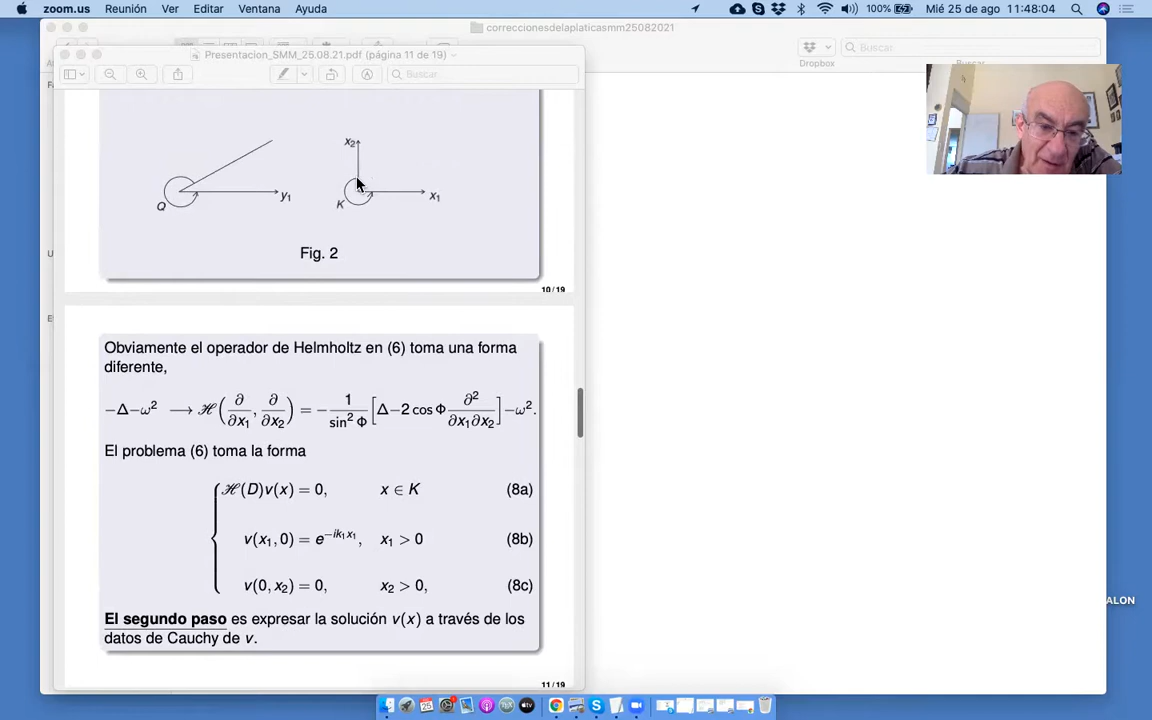 zoom.us Reunión Ver Editar Ventana Ayuda 100% Mié 25 de ago 11:48:04
correccionesdelaplaticasmm25082021
Dropbox
Buscar
Presentacion_SMM_25.08.21.pdf (página 11 de 19)
Buscar
x2
Q y1 K x1
Fig. 2
10/19
Obviamente el operador de Helmholtz en (6) toma una forma
diferente,
−Δ−ω² ⟶ ℋ(∂/∂x₁, ∂/∂x₂) = −1/sin²Φ [Δ−2 cosΦ ∂²/∂x₁∂x₂] −ω².
El problema (6) toma la forma
ℋ(D)v(x) = 0, x ∈ K (8a)
v(x₁,0) = e^{−ik₁x₁}, x₁ > 0 (8b)
v(0,x₂) = 0, x₂ > 0, (8c)
El segundo paso es expresar la solución v(x) a través de los
datos de Cauchy de v.
11/19
ALON
25